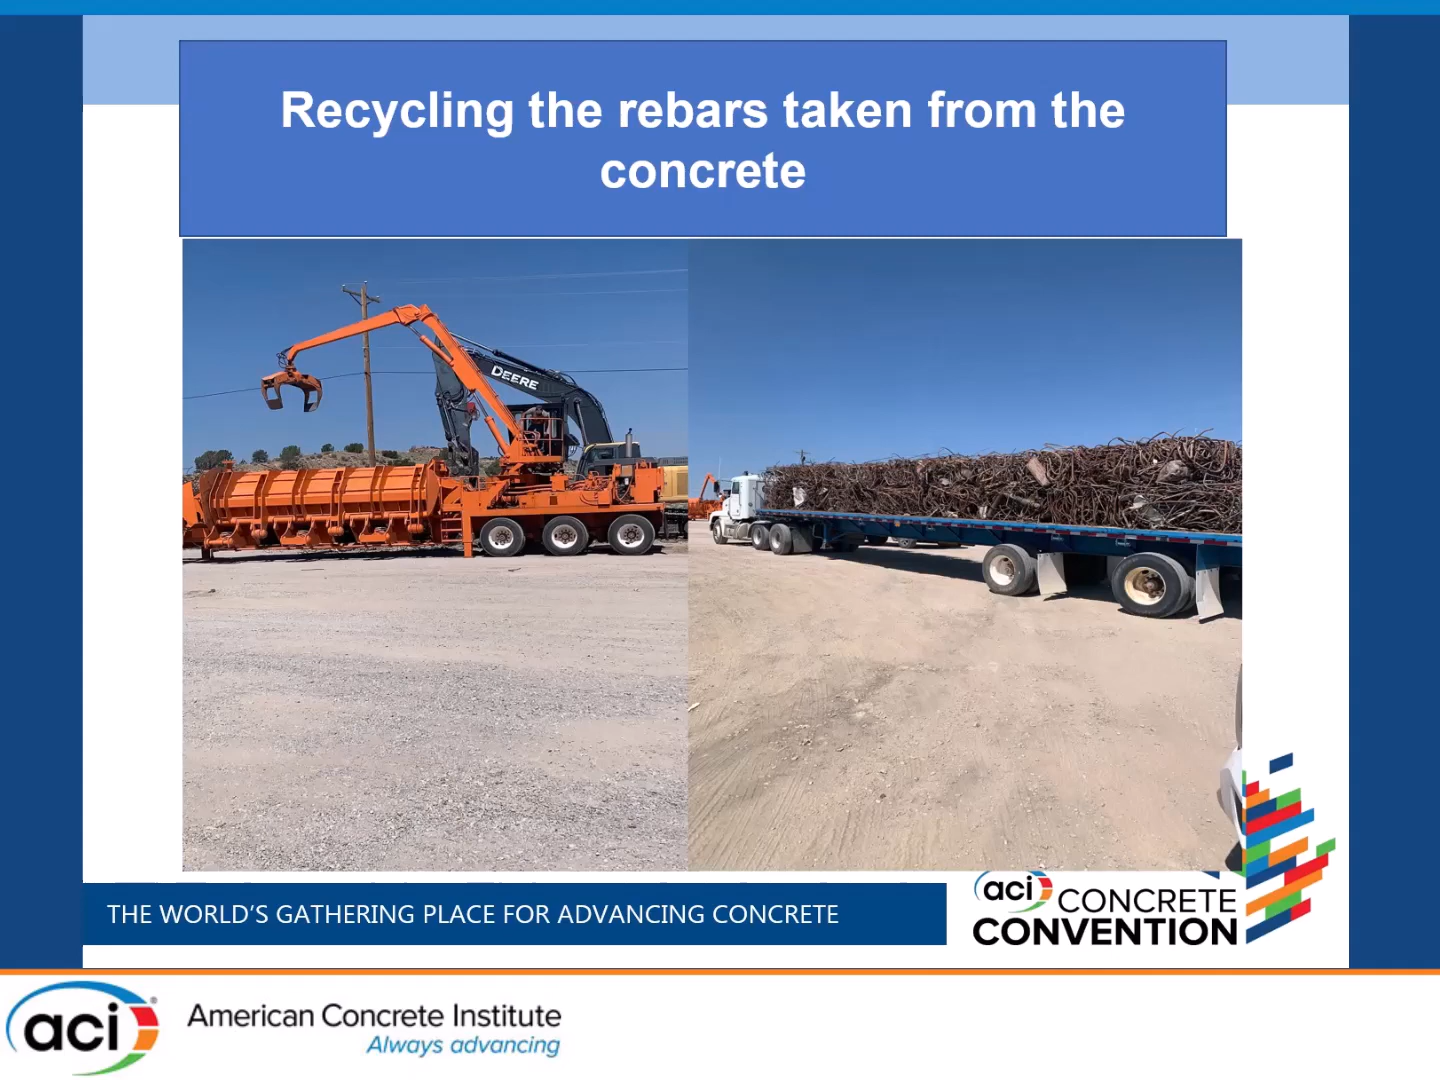 Recycling the rebars taken from the
concrete
DEERE
THE WORLD'S GATHERING PLACE FOR ADVANCING CONCRETE
aci CONCRETE
CONVENTION
aci
American Concrete Institute
Always advancing